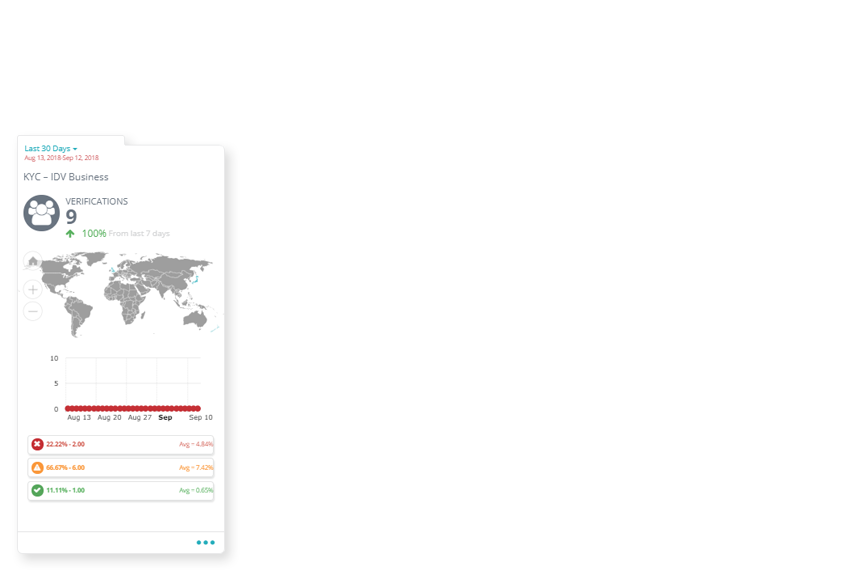 Last 30 Days
Aug 13, 2018-Sep 12, 2018
KYC – IDV Business
VERIFICATIONS
9
100% From last 7 days
10
5
0
Aug 13 Aug 20 Aug 27 Sep Sep 10
22.22% - 2.00 Avg = 4.84%
66.67% - 6.00 Avg = 7.42%
11.11% - 1.00 Avg = 0.65%